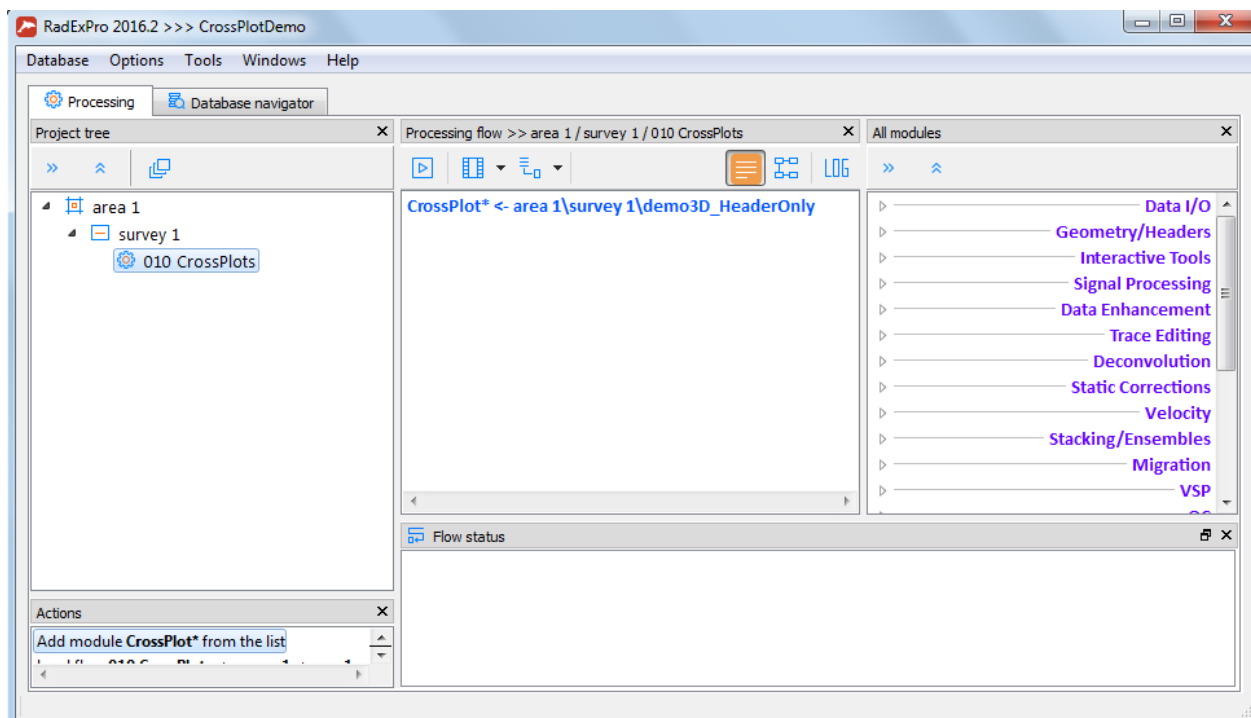 RadExPro 2016.2 >>> CrossPlotDemo
Database Options Tools Windows Help
Processing Database navigator
Project tree
area 1
survey 1
010 CrossPlots
Actions
Add module CrossPlot* from the list
Processing flow >> area 1 / survey 1 / 010 CrossPlots
LOG
CrossPlot* <- area 1\survey 1\demo3D_HeaderOnly
All modules
Data I/O
Geometry/Headers
Interactive Tools
Signal Processing
Data Enhancement
Trace Editing
Deconvolution
Static Corrections
Velocity
Stacking/Ensembles
Migration
VSP
Flow status